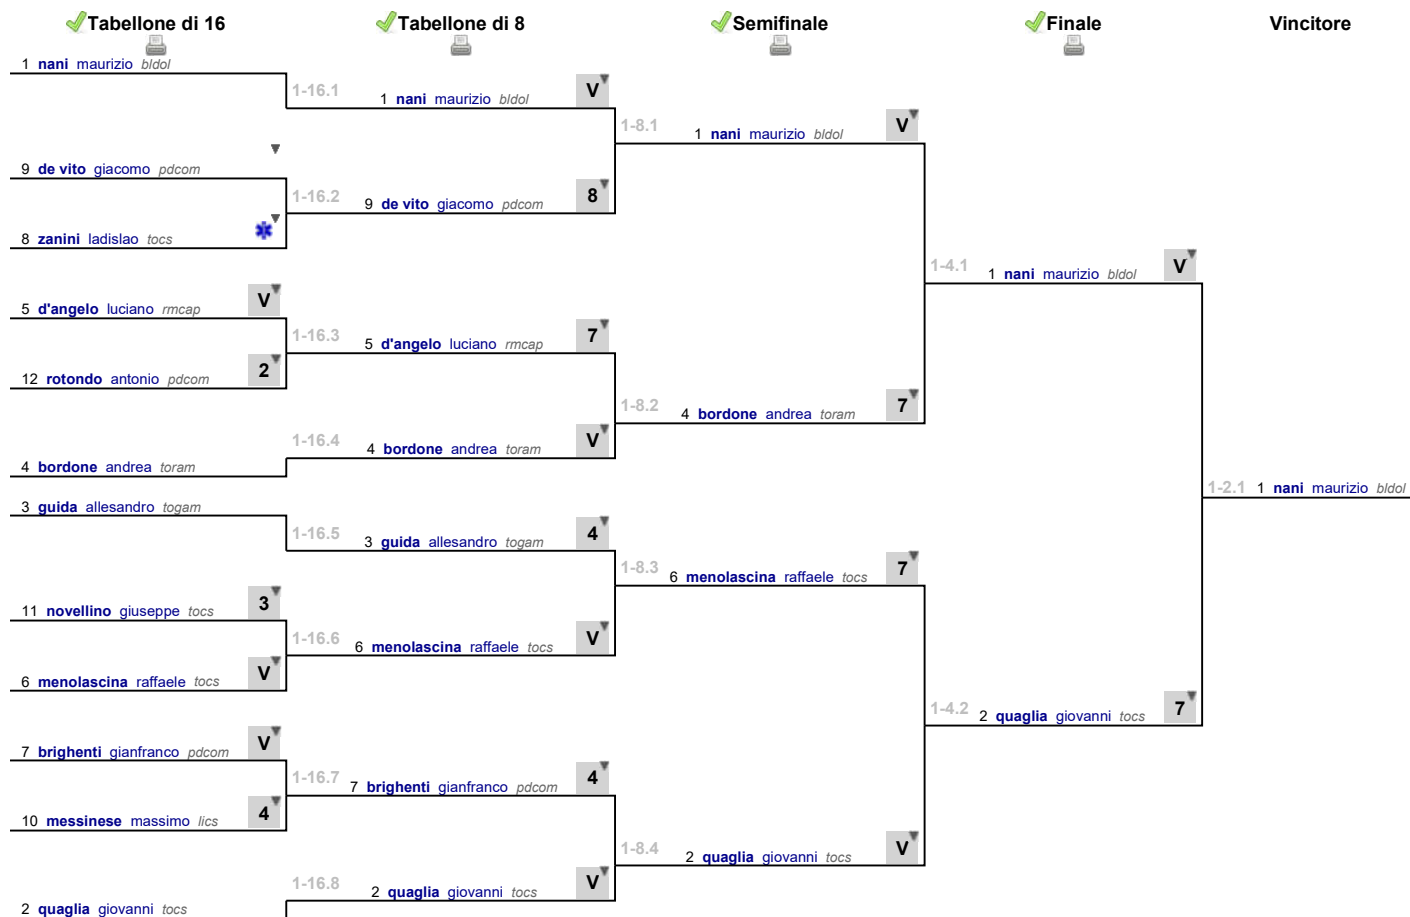 Tabellone di 16
Tabellone di 8
Semifinale
Finale
Vincitore
1 nani maurizio bldol
9 de vito giacomo pdcom
8 zanini ladislao tocs
5 d'angelo luciano rmcap V
12 rotondo antonio pdcom 2
4 bordone andrea toram
3 guida allesandro togam
11 novellino giuseppe tocs 3
6 menolascina raffaele tocs V
7 brighenti gianfranco pdcom V
10 messinese massimo lics 4
2 quaglia giovanni tocs
1-16.1 1 nani maurizio bldol V
1-16.2 9 de vito giacomo pdcom 8
1-16.3 5 d'angelo luciano rmcap 7
1-16.4 4 bordone andrea toram V
1-16.5 3 guida allesandro togam 4
1-16.6 6 menolascina raffaele tocs V
1-16.7 7 brighenti gianfranco pdcom 4
1-16.8 2 quaglia giovanni tocs V
1-8.1 1 nani maurizio bldol V
1-8.2 4 bordone andrea toram 7
1-8.3 6 menolascina raffaele tocs 7
1-8.4 2 quaglia giovanni tocs V
1-4.1 1 nani maurizio bldol V
1-4.2 2 quaglia giovanni tocs 7
1-2.1 1 nani maurizio bldol